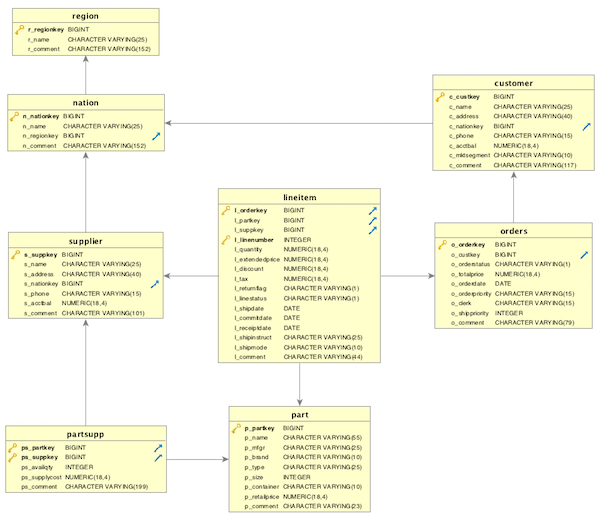 region
r_regionkey BIGINT
r_name CHARACTER VARYING(25)
r_comment CHARACTER VARYING(152)
nation
n_nationkey BIGINT
n_name CHARACTER VARYING(25)
n_regionkey BIGINT
n_comment CHARACTER VARYING(152)
customer
c_custkey BIGINT
c_name CHARACTER VARYING(25)
c_address CHARACTER VARYING(40)
c_nationkey BIGINT
c_phone CHARACTER VARYING(15)
c_acctbal NUMERIC(18,4)
c_mktsegment CHARACTER VARYING(10)
c_comment CHARACTER VARYING(117)
lineitem
l_orderkey BIGINT
l_partkey BIGINT
l_suppkey BIGINT
l_linenumber INTEGER
l_quantity NUMERIC(18,4)
l_extendedprice NUMERIC(18,4)
l_discount NUMERIC(18,4)
l_tax NUMERIC(18,4)
l_returnflag CHARACTER VARYING(1)
l_linestatus CHARACTER VARYING(1)
l_shipdate DATE
l_commitdate DATE
l_receiptdate DATE
l_shipinstruct CHARACTER VARYING(25)
l_shipmode CHARACTER VARYING(10)
l_comment CHARACTER VARYING(44)
supplier
s_suppkey BIGINT
s_name CHARACTER VARYING(25)
s_address CHARACTER VARYING(40)
s_nationkey BIGINT
s_phone CHARACTER VARYING(15)
s_acctbal NUMERIC(18,4)
s_comment CHARACTER VARYING(101)
orders
o_orderkey BIGINT
o_custkey BIGINT
o_orderstatus CHARACTER VARYING(1)
o_totalprice NUMERIC(18,4)
o_orderdate DATE
o_orderpriority CHARACTER VARYING(15)
o_clerk CHARACTER VARYING(15)
o_shippriority INTEGER
o_comment CHARACTER VARYING(79)
partsupp
ps_partkey BIGINT
ps_suppkey BIGINT
ps_availqty INTEGER
ps_supplycost NUMERIC(18,4)
ps_comment CHARACTER VARYING(199)
part
p_partkey BIGINT
p_name CHARACTER VARYING(55)
p_mfgr CHARACTER VARYING(25)
p_brand CHARACTER VARYING(10)
p_type CHARACTER VARYING(25)
p_size INTEGER
p_container CHARACTER VARYING(10)
p_retailprice NUMERIC(18,4)
p_comment CHARACTER VARYING(23)